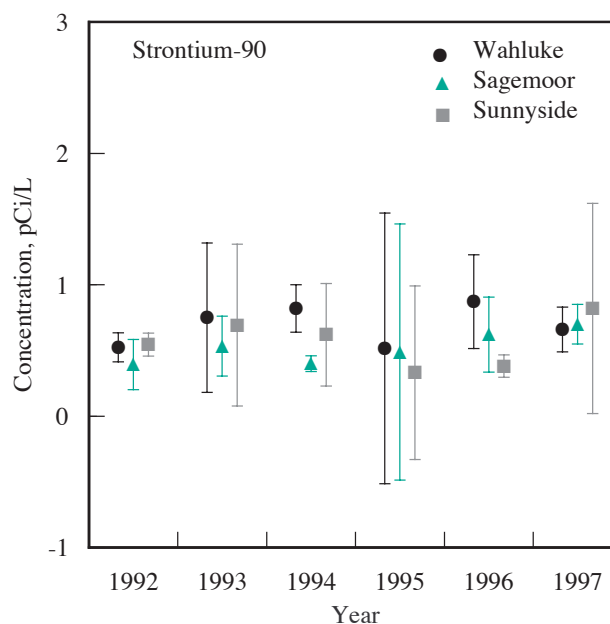 3
Strontium-90
Wahluke
Sagemoor
Sunnyside
2
1
0
-1
Concentration, pCi/L
1992 1993 1994 1995 1996 1997
Year